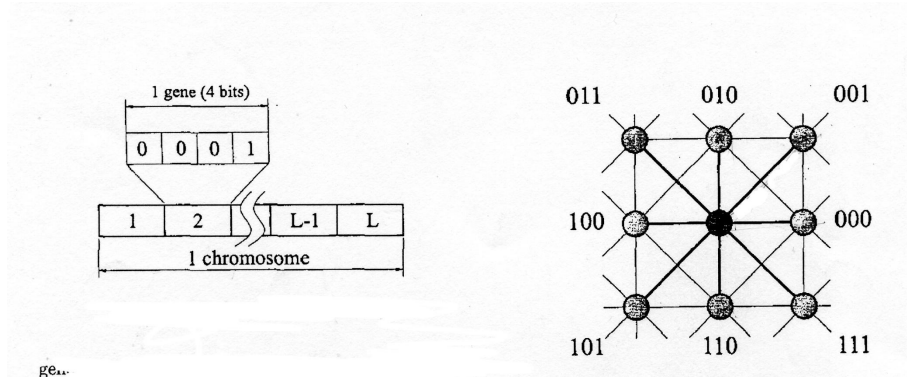 1 gene (4 bits)
0 0 0 1
1 2 L-1 L
1 chromosome
011 010 001
100 000
101 110 111